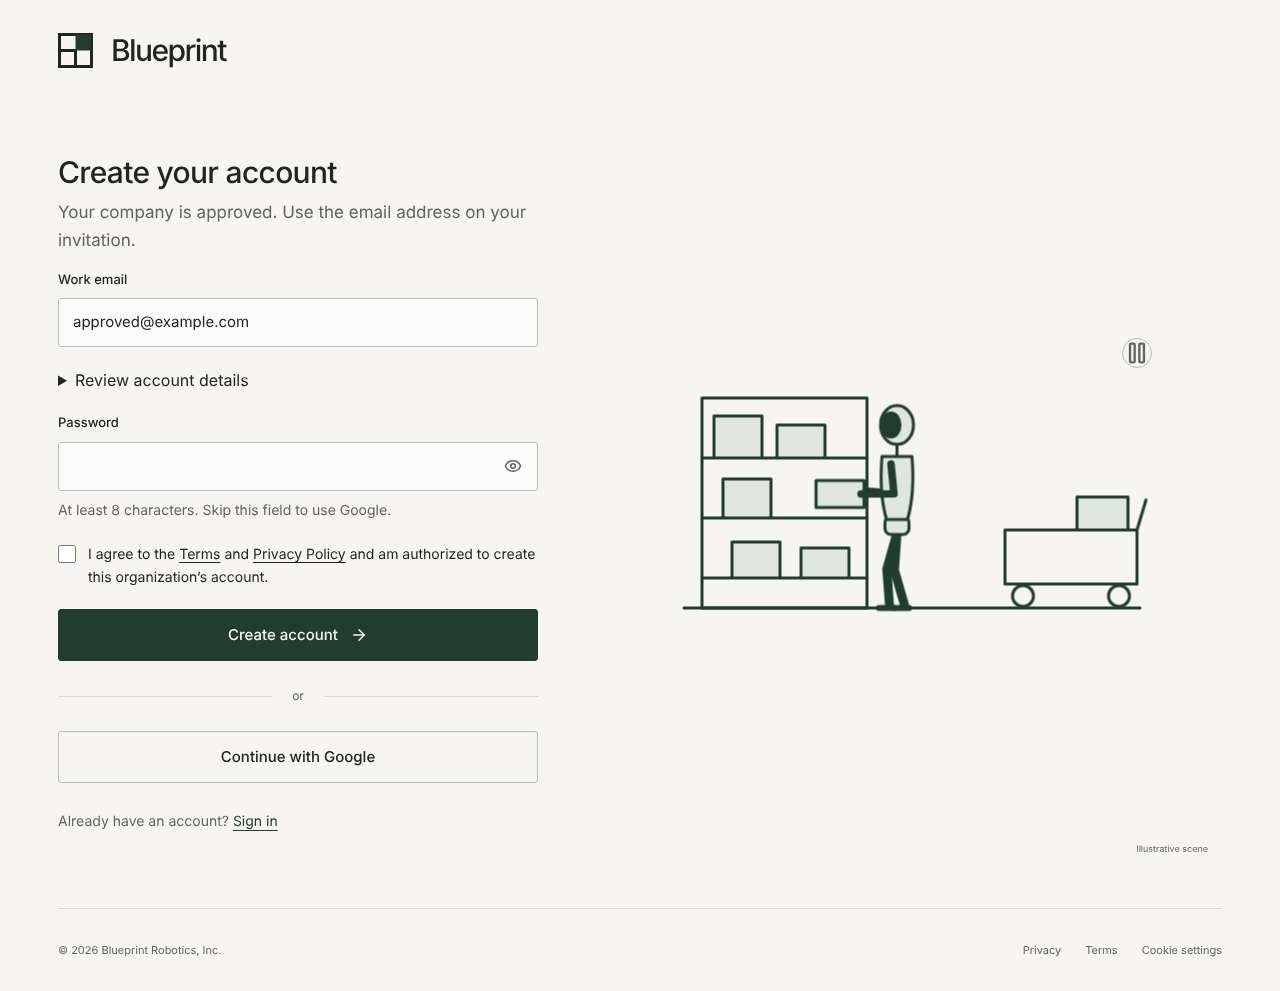 Blueprint
Create your account
Your company is approved. Use the email address on your
invitation.
Work email
approved@example.com
Review account details
Password
At least 8 characters. Skip this field to use Google.
I agree to the Terms and Privacy Policy and am authorized to create
this organization’s account.
Create account
or
Continue with Google
Already have an account? Sign in
Illustrative scene
© 2026 Blueprint Robotics, Inc.
Privacy Terms Cookie settings